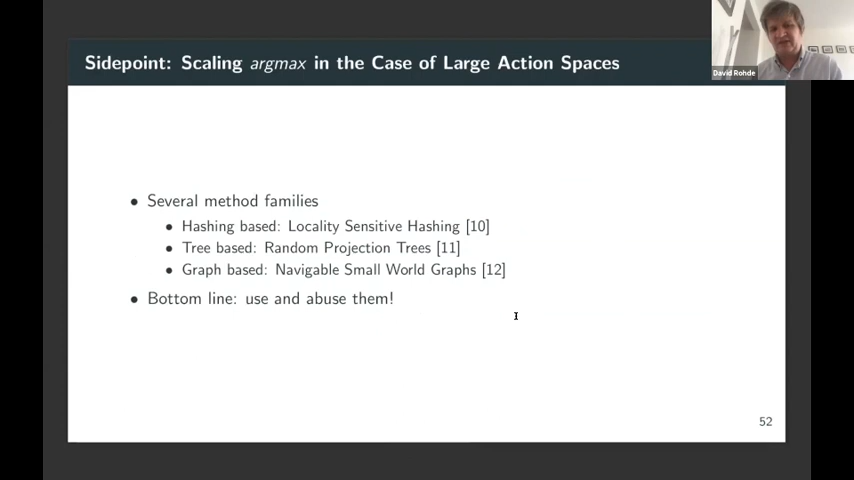 Sidepoint: Scaling argmax in the Case of Large Action Spaces
David Rohde
• Several method families
• Hashing based: Locality Sensitive Hashing [10]
• Tree based: Random Projection Trees [11]
• Graph based: Navigable Small World Graphs [12]
• Bottom line: use and abuse them!
52